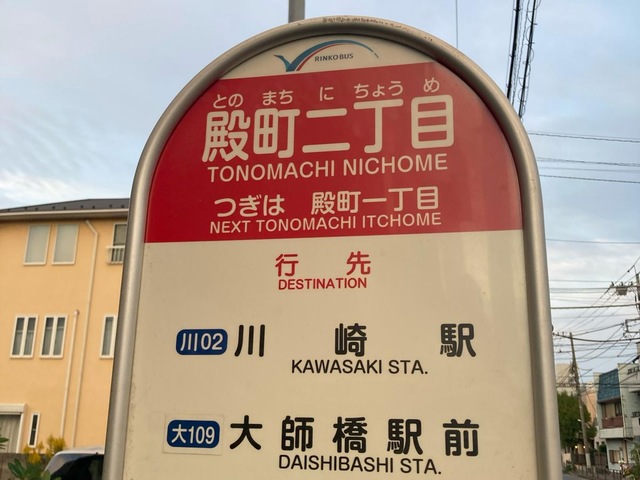 RINKO BUS
とのまちにちょうめ
殿町二丁目
TONOMACHI NICHOME
つぎは 殿町一丁目
NEXT TONOMACHI ITCHOME
行先
DESTINATION
川02 川崎駅
KAWASAKI STA.
大109 大師橋駅前
DAISHIBASHI STA.